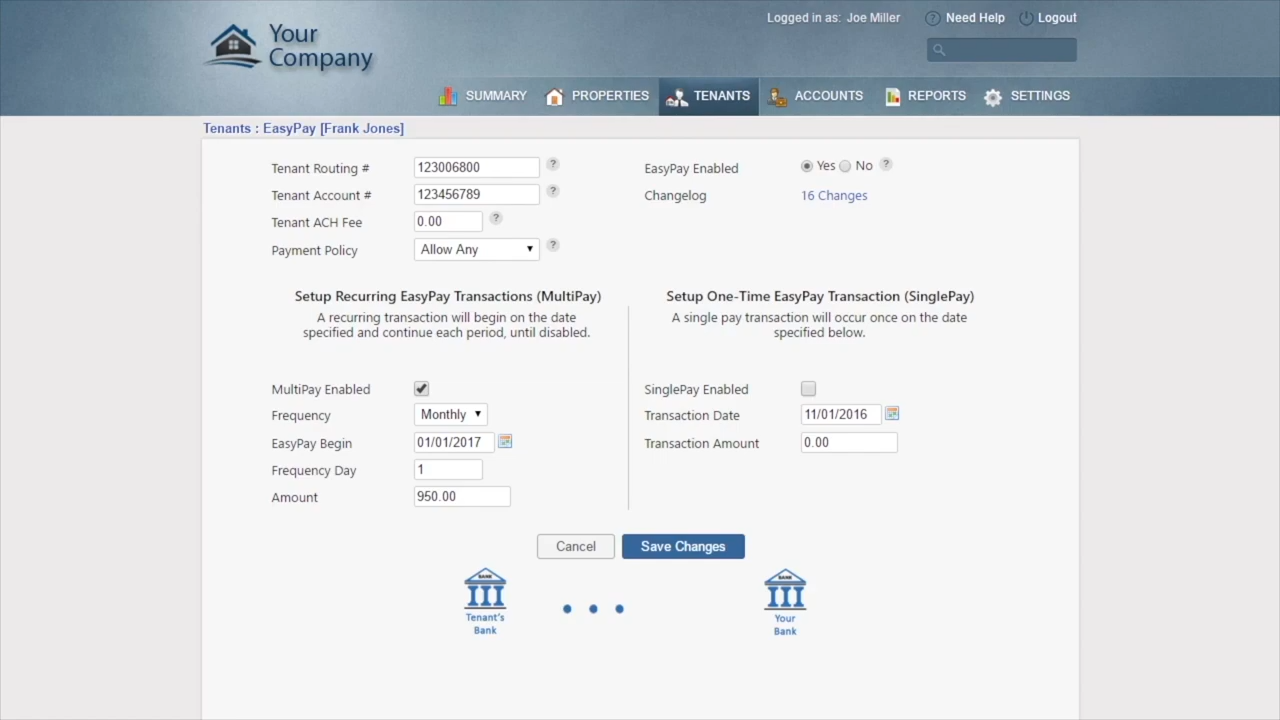 Your
Company
Logged in as: Joe Miller
? Need Help
Logout
SUMMARY
PROPERTIES
TENANTS
ACCOUNTS
REPORTS
SETTINGS
Tenants : EasyPay [Frank Jones]
Tenant Routing # 123006800 ?
Tenant Account # 123456789 ?
Tenant ACH Fee 0.00 ?
Payment Policy Allow Any ?
EasyPay Enabled Yes No ?
Changelog 16 Changes
Setup Recurring EasyPay Transactions (MultiPay)
A recurring transaction will begin on the date
specified and continue each period, until disabled.
MultiPay Enabled
Frequency Monthly
EasyPay Begin 01/01/2017
Frequency Day 1
Amount 950.00
Setup One-Time EasyPay Transaction (SinglePay)
A single pay transaction will occur once on the date
specified below.
SinglePay Enabled
Transaction Date 11/01/2016
Transaction Amount 0.00
Cancel
Save Changes
BANK
Tenant's
Bank
BANK
Your
Bank